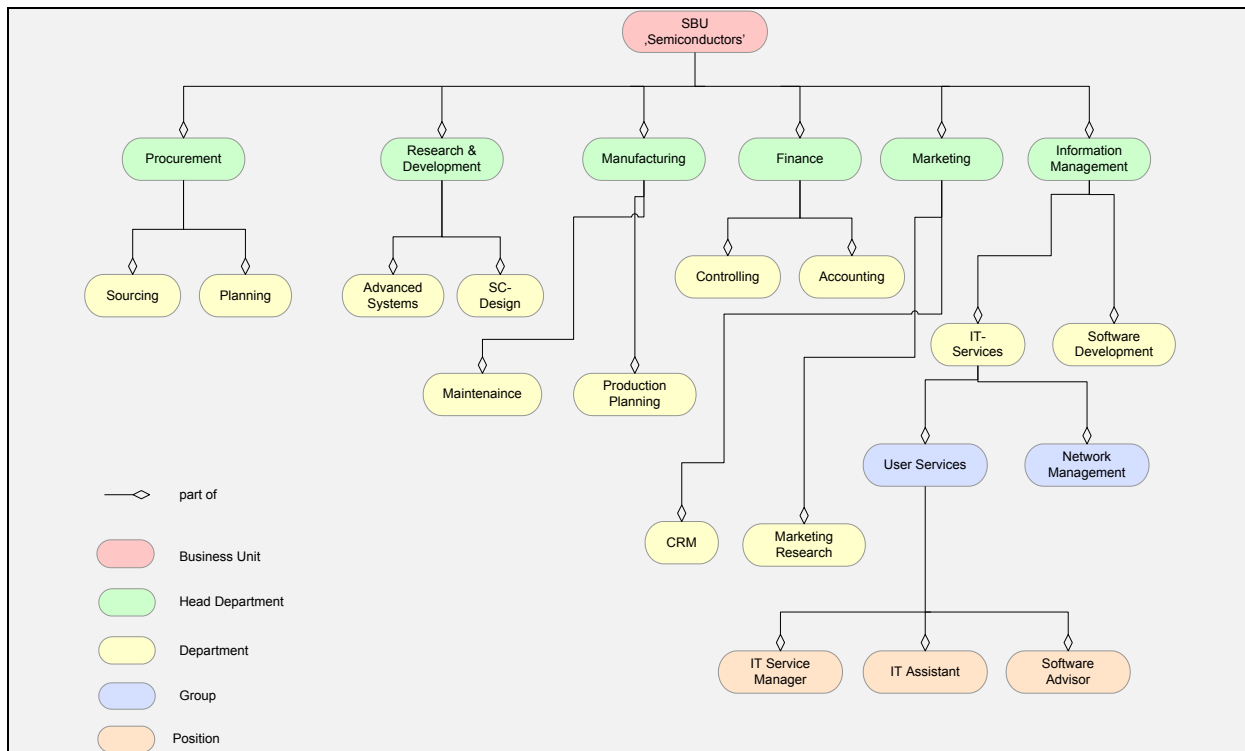 SBU
‚Semiconductors’
Procurement
Research &
Development
Manufacturing
Finance
Marketing
Information
Management
Sourcing
Planning
Advanced
Systems
SC-
Design
Controlling
Accounting
IT-
Services
Software
Development
Maintenaince
Production
Planning
User Services
Network
Management
part of
CRM
Marketing
Research
Business Unit
Head Department
Department
IT Service
Manager
IT Assistant
Software
Advisor
Group
Position